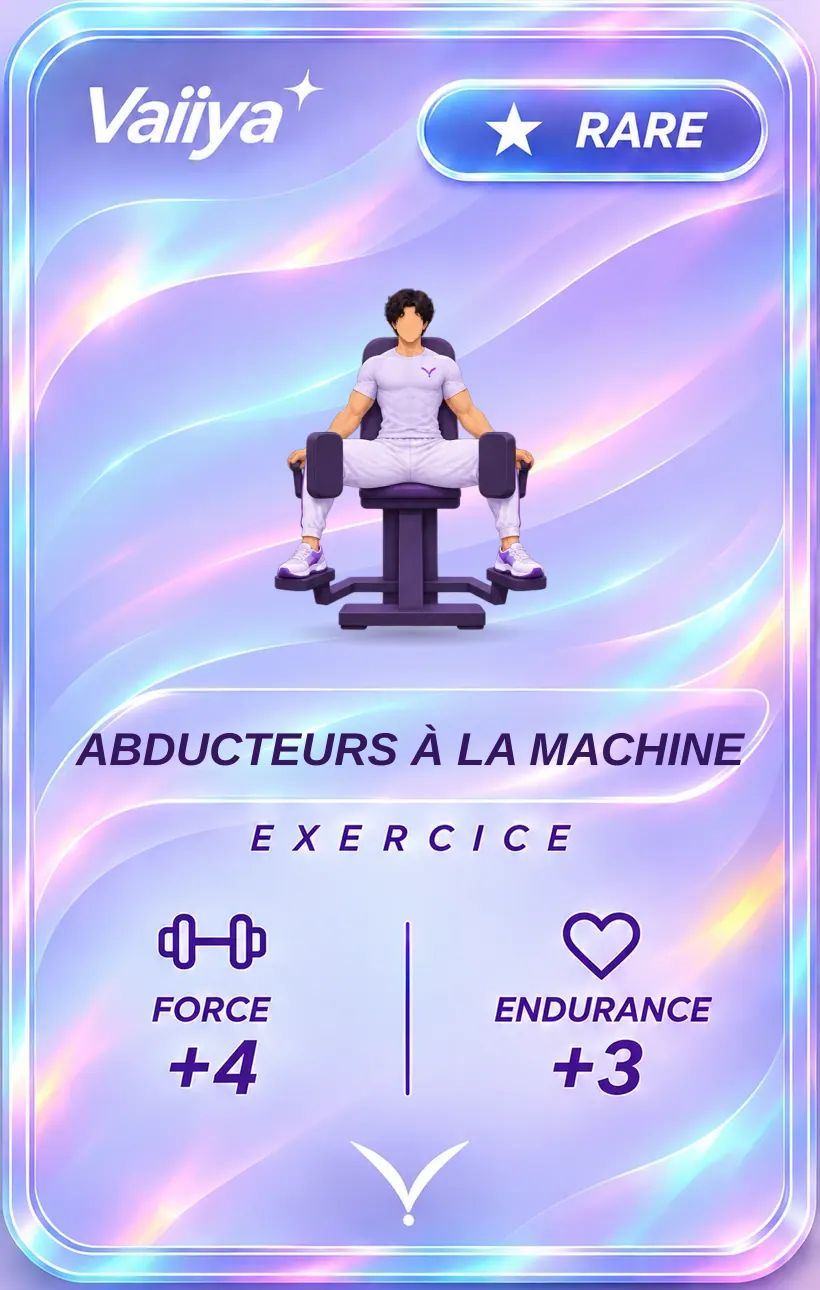 Vaiiya
RARE
ABDUCTEURS À LA MACHINE
EXERCICE
FORCE
+4
ENDURANCE
+3